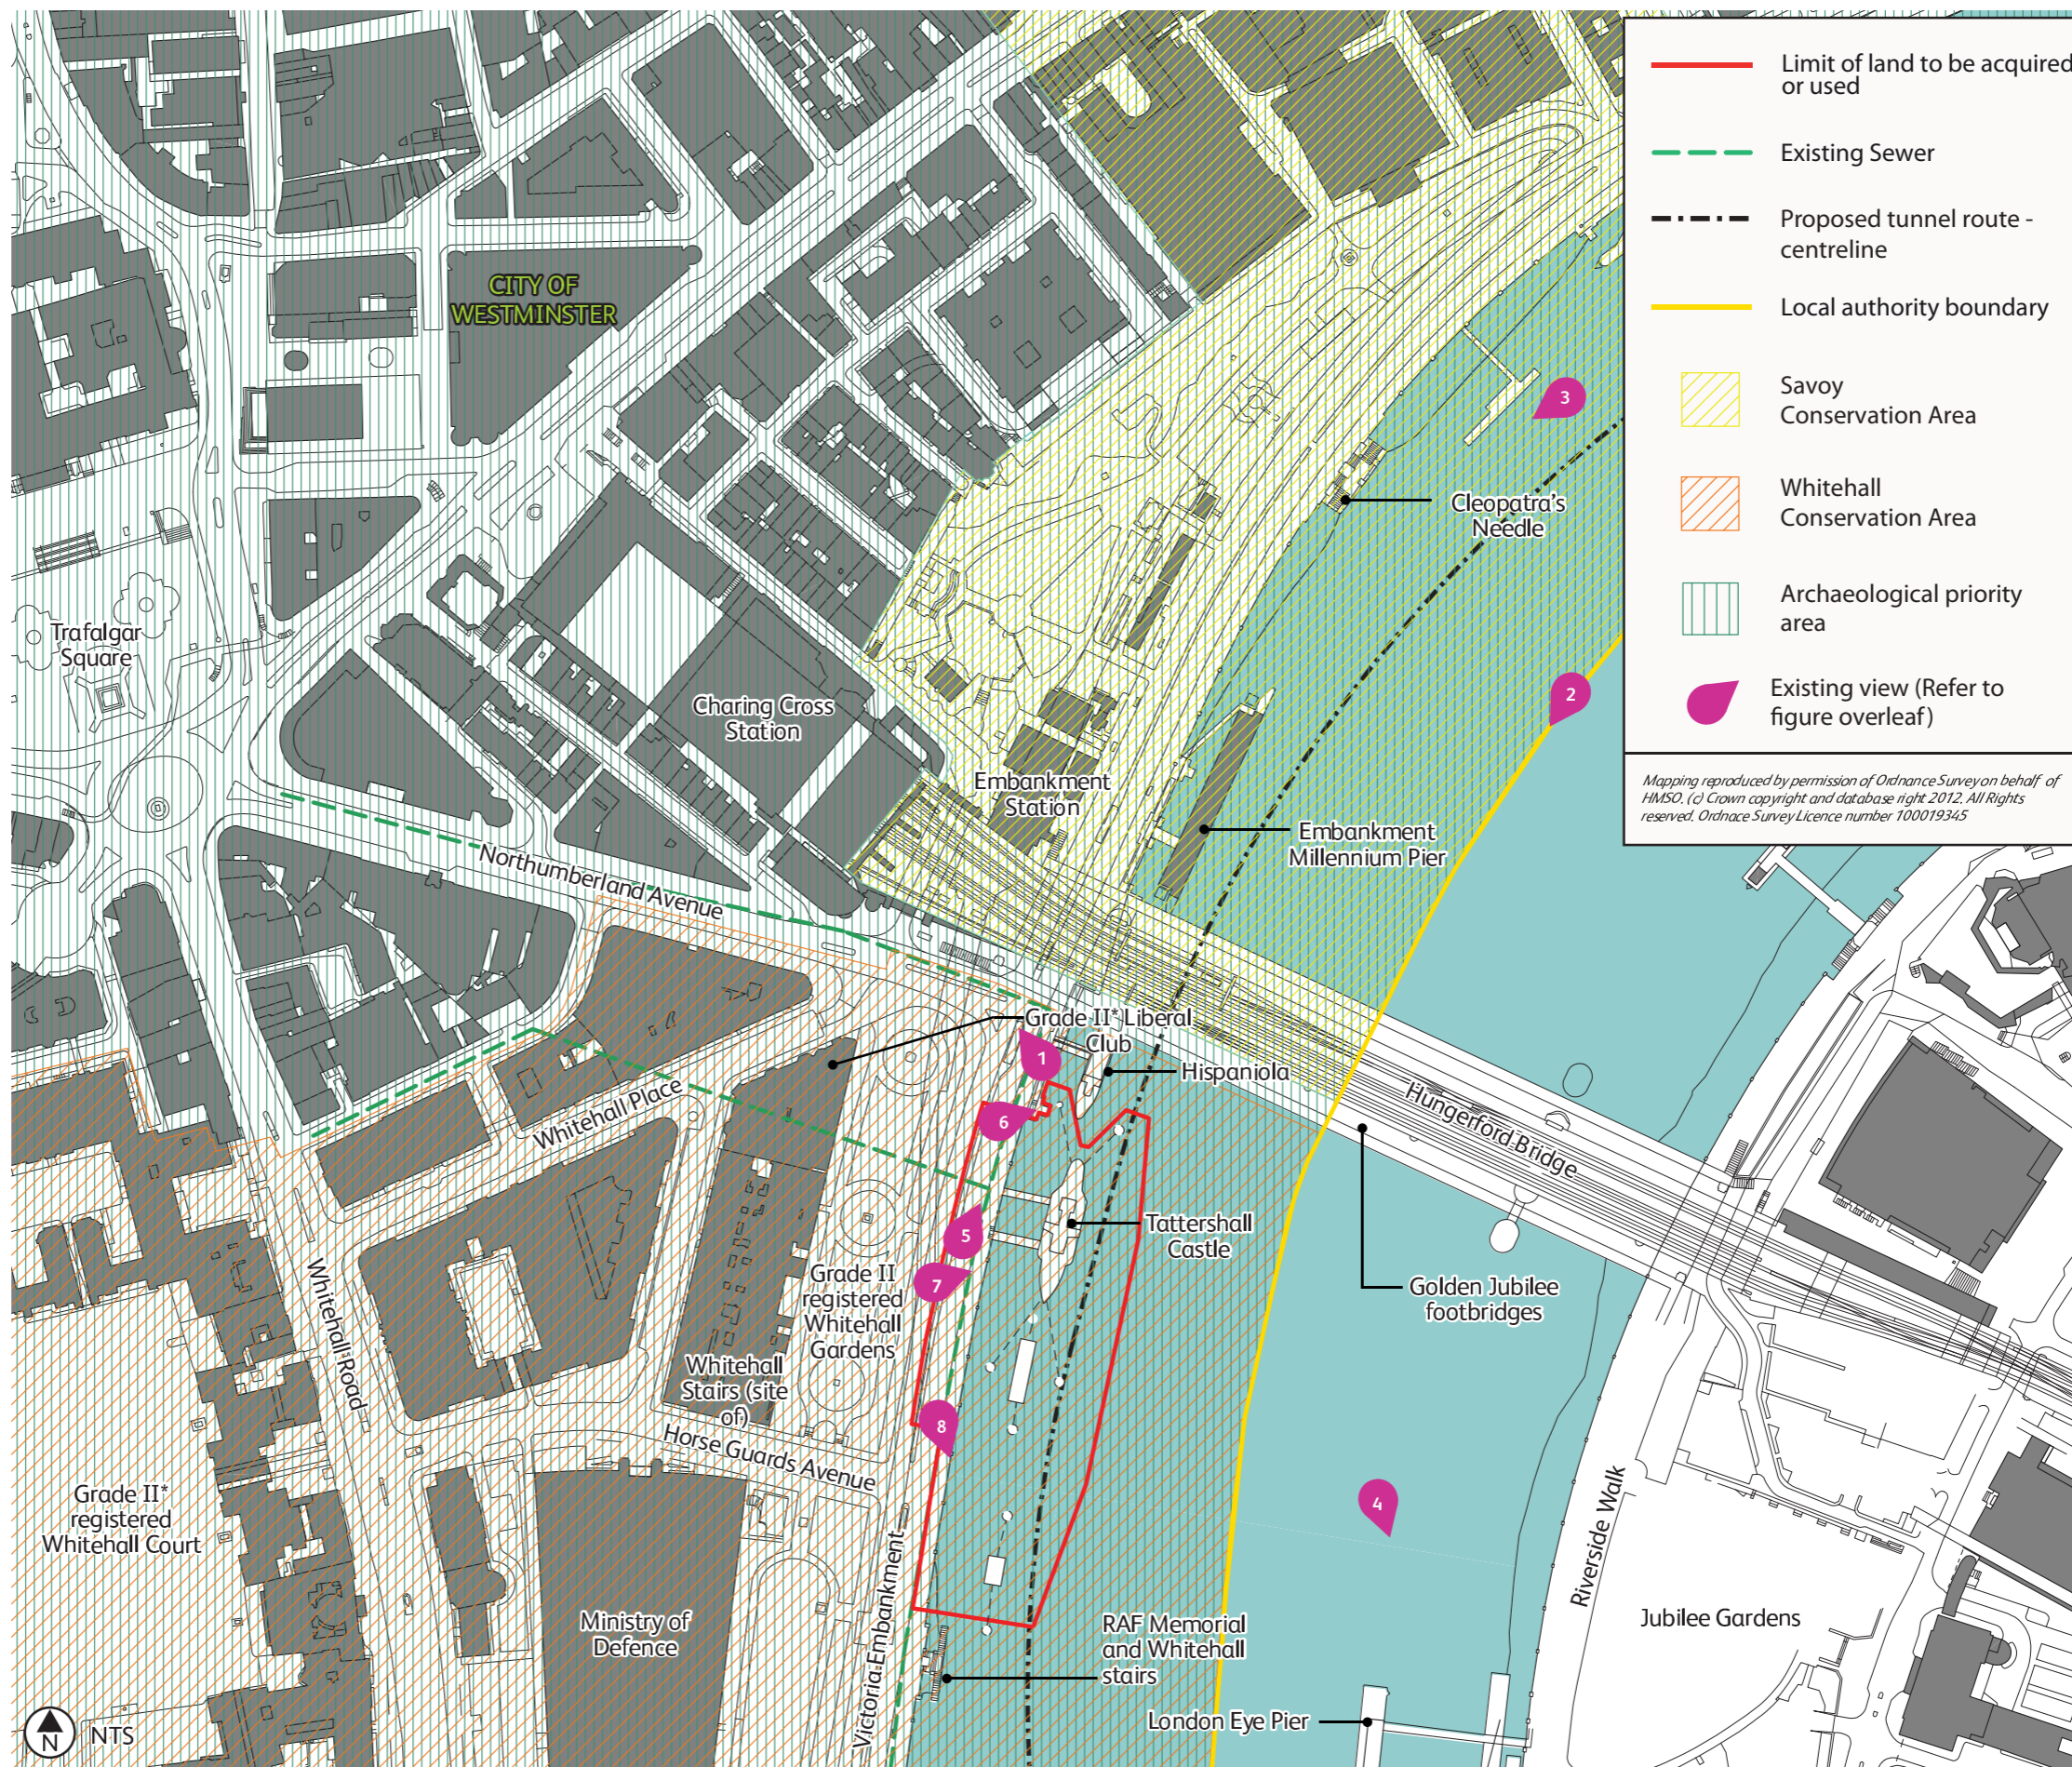 Limit of land to be acquired
or used
Existing Sewer
Proposed tunnel route -
centreline
Local authority boundary
Savoy
Conservation Area
Whitehall
Conservation Area
Archaeological priority
area
Existing view (Refer to
figure overleaf)
Mapping reproduced by permission of Ordnance Survey on behalf of
HMSO. (c) Crown copyright and database right 2012. All Rights
reserved. Ordnace Survey Licence number 100019345
CITY OF
WESTMINSTER
3
Cleopatra's
Needle
Trafalgar
Square
2
Charing Cross
Station
Embankment
Station
Embankment
Millennium Pier
Northumberland Avenue
Grade II* Liberal
Club
1
Hispaniola
Hungerford Bridge
Whitehall Place
6
Tattershall
Castle
5
7
Grade II
registered
Whitehall
Gardens
Golden Jubilee
footbridges
Whitehall Road
Whitehall
Stairs (site
of)
8
Horse Guards Avenue
4
Grade II*
registered
Whitehall Court
Riverside Walk
Victoria Embankment
Ministry of
Defence
RAF Memorial
and Whitehall
stairs
Jubilee Gardens
London Eye Pier
N
NTS